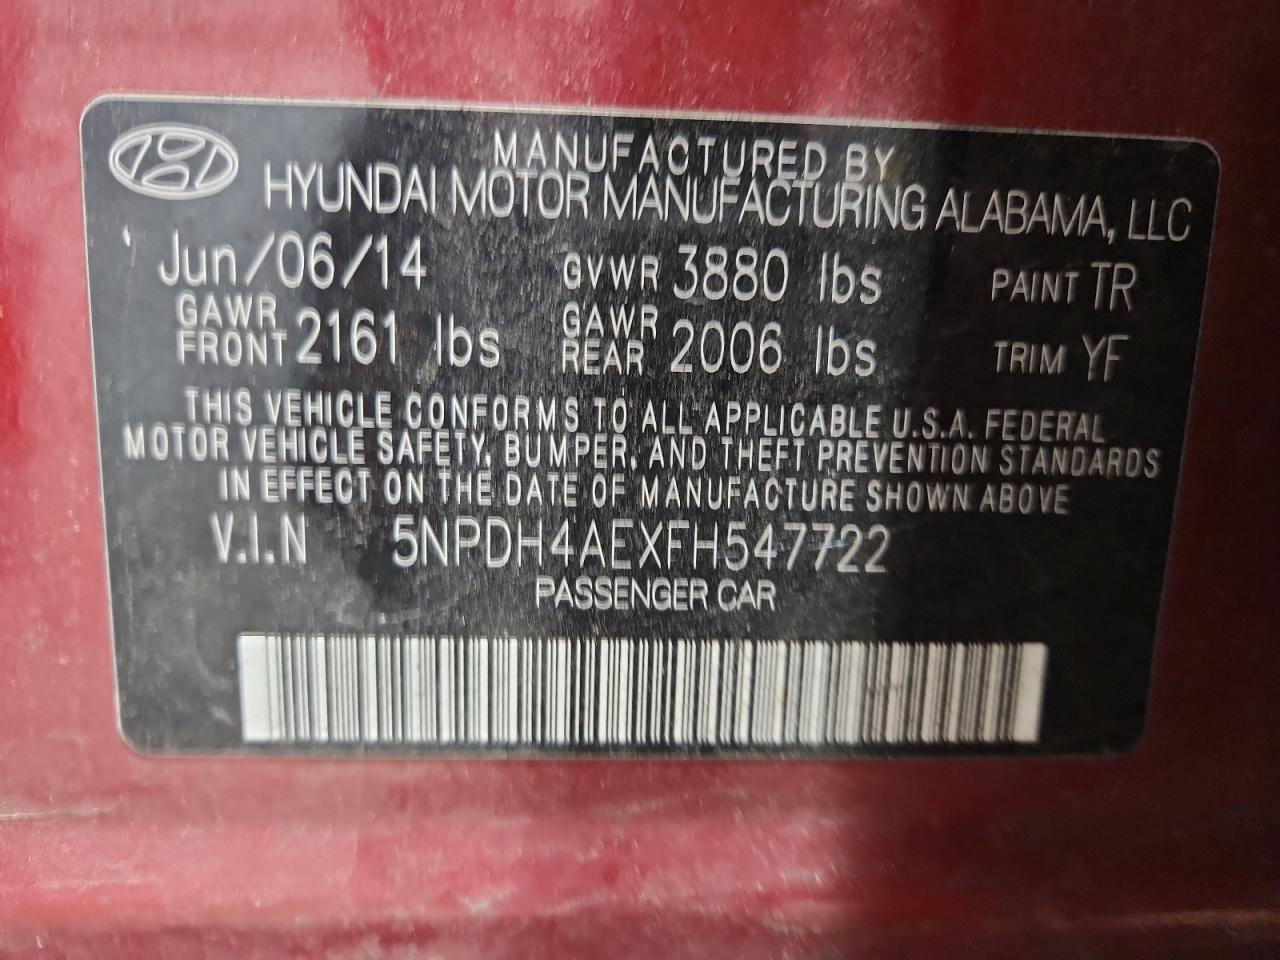 MANUFACTURED BY
HYUNDAI MOTOR MANUFACTURING ALABAMA, LLC
Jun/06/14 GVWR 3880 lbs PAINT TR
GAWR FRONT 2161 lbs GAWR REAR 2006 lbs TRIM YF
THIS VEHICLE CONFORMS TO ALL APPLICABLE U.S.A. FEDERAL
MOTOR VEHICLE SAFETY, BUMPER, AND THEFT PREVENTION STANDARDS
IN EFFECT ON THE DATE OF MANUFACTURE SHOWN ABOVE
V.I.N 5NPDH4AEXFH547722
PASSENGER CAR